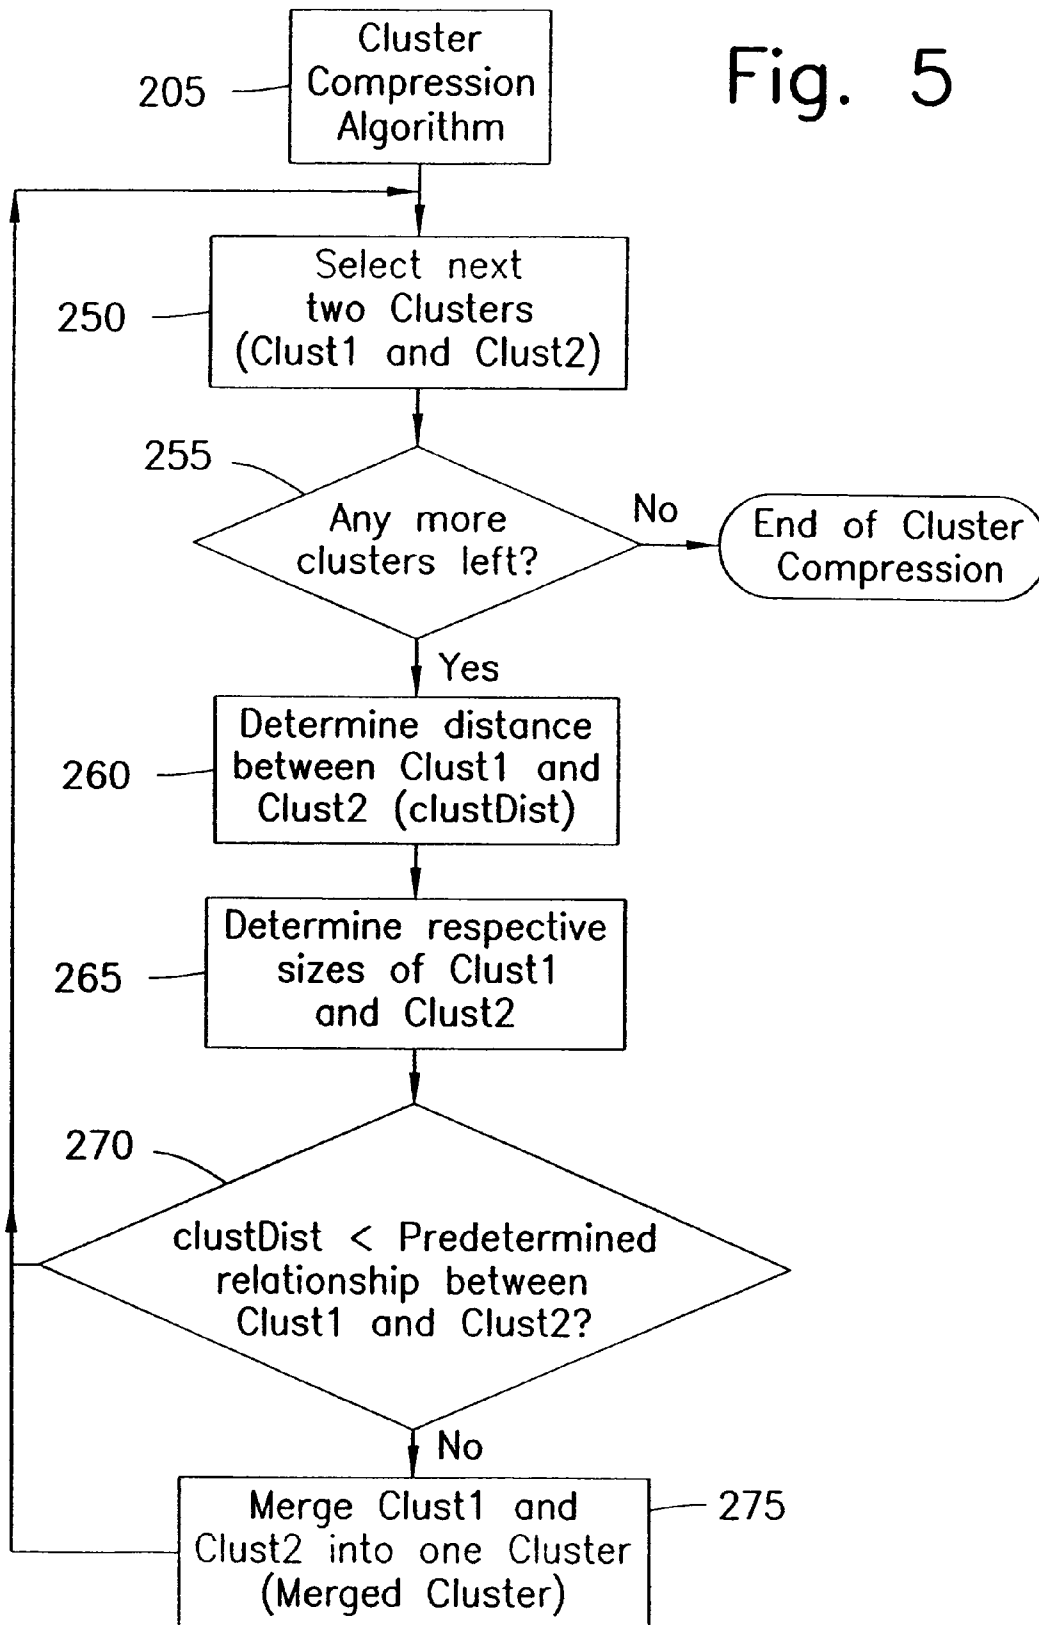 Fig. 5
Cluster
Compression
Algorithm
205
Select next
two Clusters
(Clust1 and Clust2)
250
255
Any more
clusters left?
No
End of Cluster
Compression
Yes
Determine distance
between Clust1 and
Clust2 (clustDist)
260
Determine respective
sizes of Clust1
and Clust2
265
270
clustDist < Predetermined
relationship between
Clust1 and Clust2?
No
Merge Clust1 and
Clust2 into one Cluster
(Merged Cluster)
275